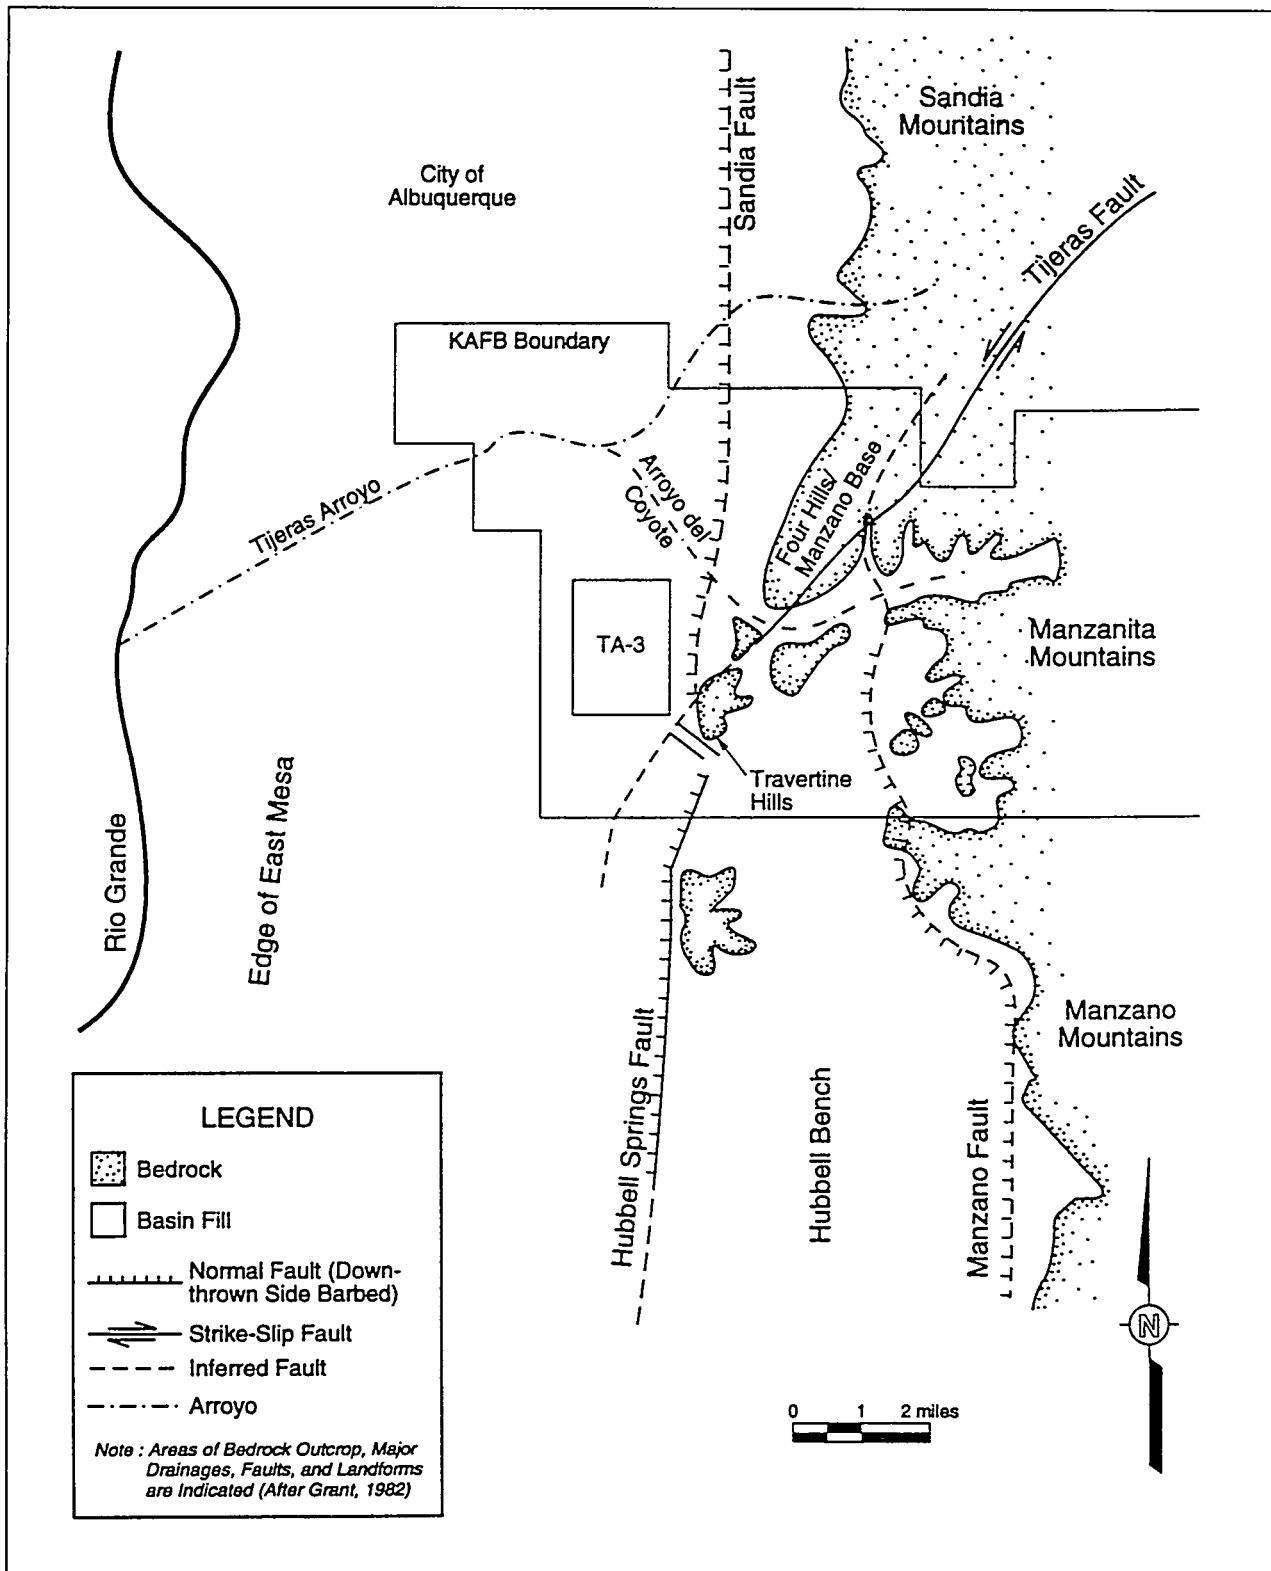 Sandia
Mountains
Sandia Fault
City of
Albuquerque
Tijeras Fault
KAFB Boundary
Arroyo del
Coyote
Four Hills/
Manzano Base
Tijeras Arroyo
TA-3
Manzanita
Mountains
Travertine
Hills
Rio Grande
Edge of East Mesa
Hubbell Springs Fault
Hubbell Bench
Manzano Fault
Manzano
Mountains
LEGEND
Bedrock
Basin Fill
Normal Fault (Down-
thrown Side Barbed)
Strike-Slip Fault
Inferred Fault
Arroyo
Note : Areas of Bedrock Outcrop, Major
Drainages, Faults, and Landforms
are Indicated (After Grant, 1982)
0 1 2 miles
N